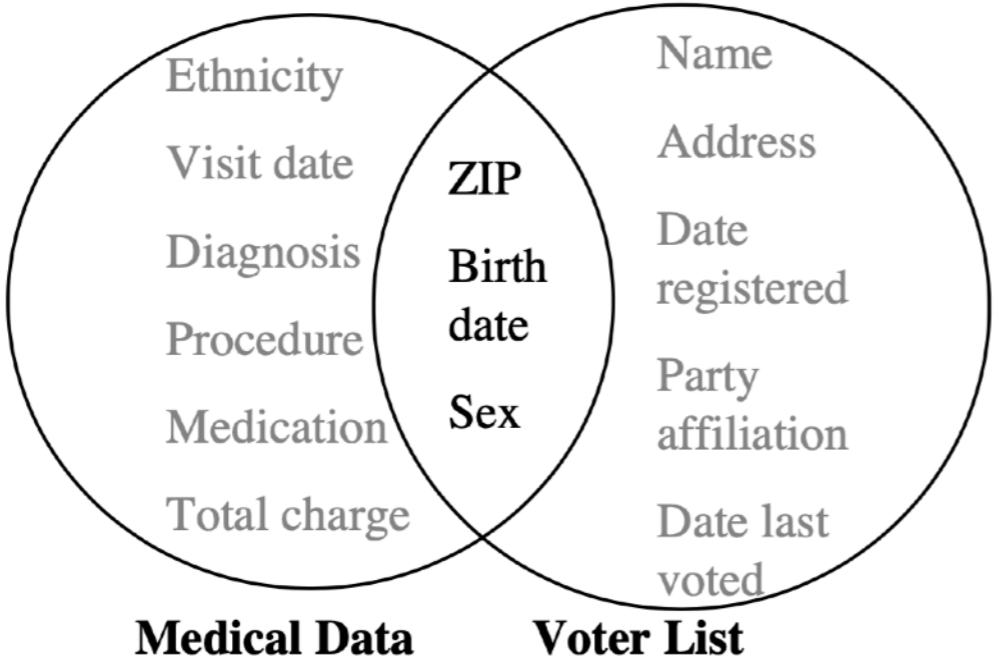 Ethnicity
Visit date
Diagnosis
Procedure
Medication
Total charge
ZIP
Birth
date
Sex
Name
Address
Date
registered
Party
affiliation
Date last
voted
Medical Data
Voter List